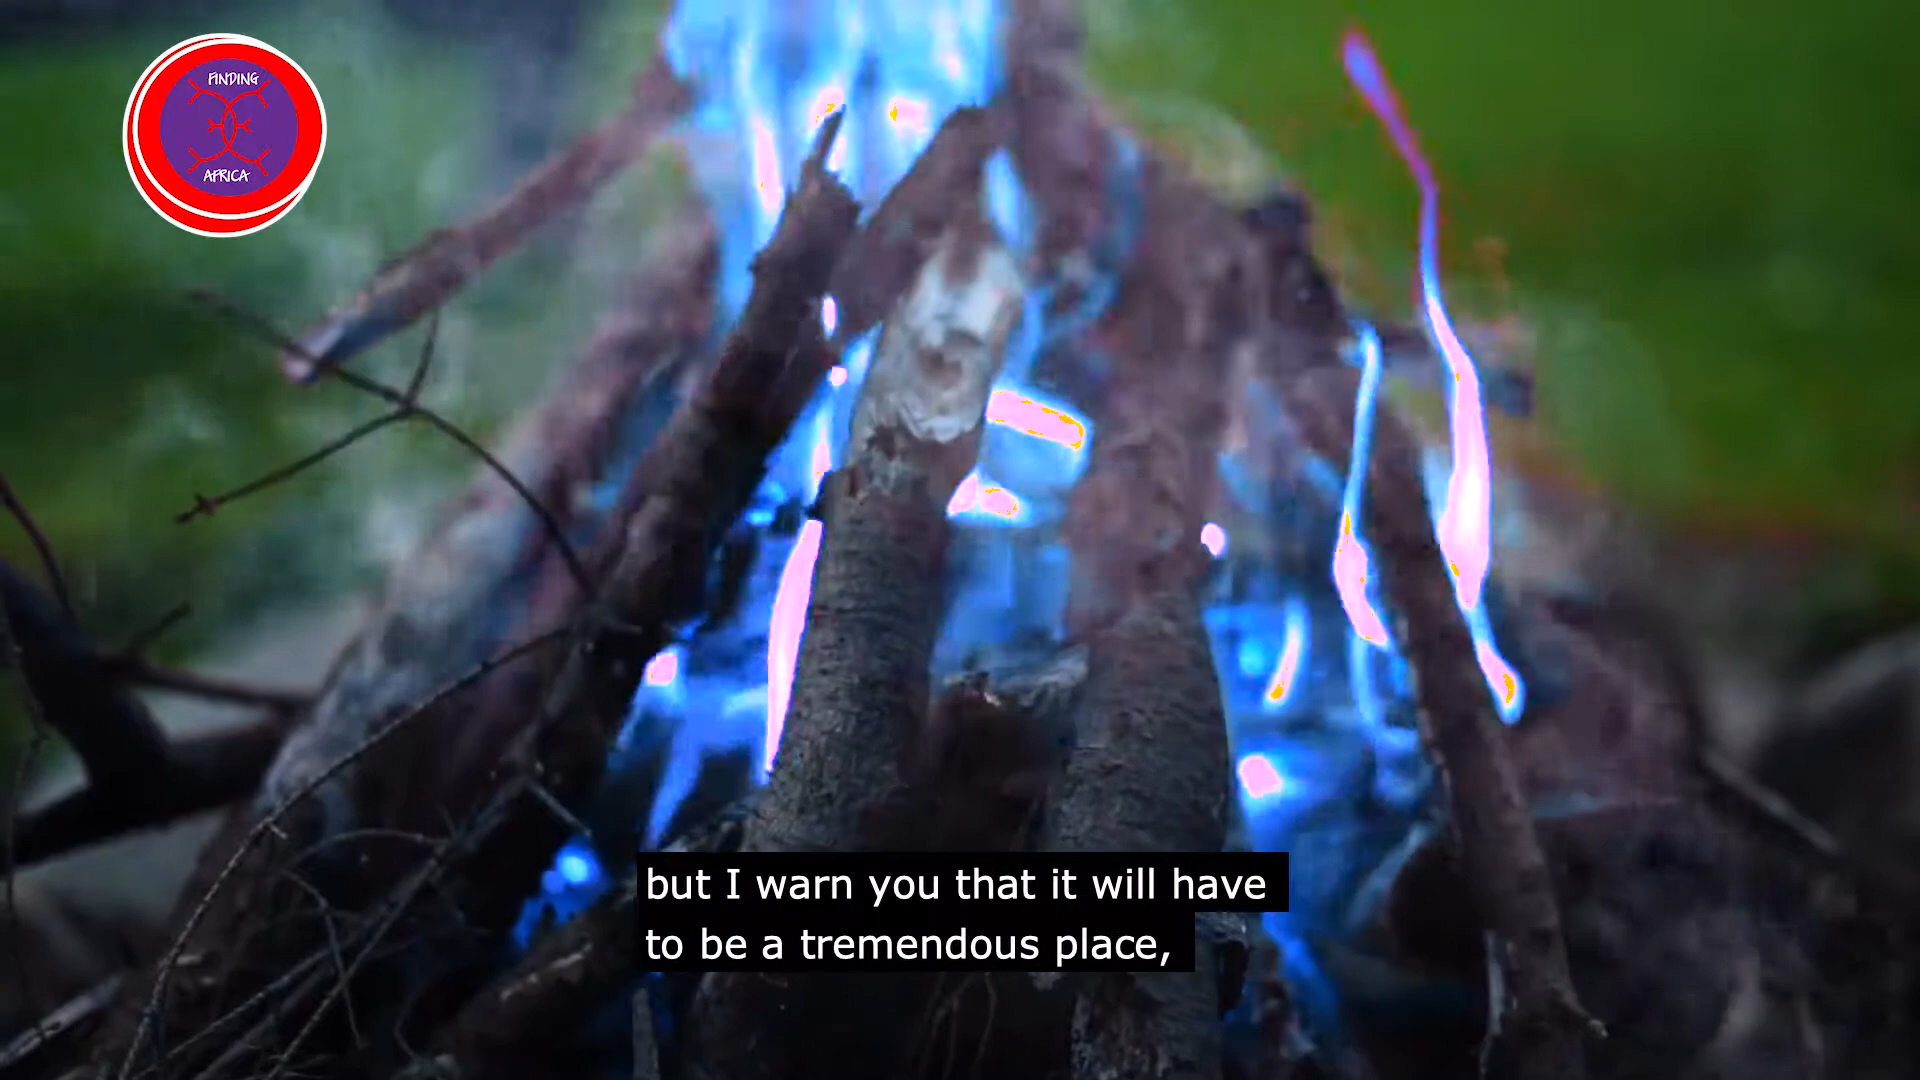 FINDING
AFRICA
but I warn you that it will have
to be a tremendous place,